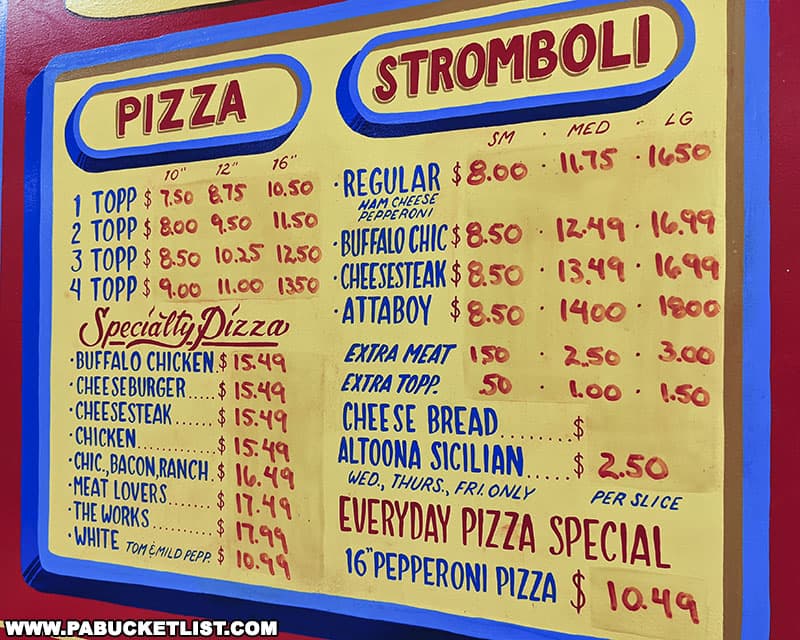 PIZZA
10" 12" 16"
1 TOPP $ 7.50 8.75 10.50
2 TOPP $ 8.00 9.50 11.50
3 TOPP $ 8.50 10.25 1250
4 TOPP $ 9.00 11.00 1350
Specialty Pizza
·BUFFALO CHICKEN.$ 15.49
·CHEESEBURGER.....$ 15.49
·CHEESESTEAK......$ 15.49
·CHICKEN..........$ 15.49
·CHIC.,BACON,RANCH.$ 16.49
·MEAT LOVERS.......$ 17.49
·THE WORKS.........$ 17.99
·WHITE TOM & MILD PEPP. $ 10.99
STROMBOLI
SM · MED · LG
·REGULAR $8.00 · 11.75 · 1650
HAM CHEESE
PEPPERONI
·BUFFALO CHIC $8.50 · 12.49 · 16.99
·CHEESESTEAK $8.50 · 13.49 · 1699
·ATTABOY $8.50 · 1400 · 1800
EXTRA MEAT 150 · 2.50 · 3.00
EXTRA TOPP. .50 · 1.00 · 1.50
CHEESE BREAD.......$
ALTOONA SICILIAN.....$ 2.50
WED., THURS., FRI. ONLY PER SLICE
EVERYDAY PIZZA SPECIAL
16" PEPPERONI PIZZA $ 10.49
WWW.PABUCKETLIST.COM